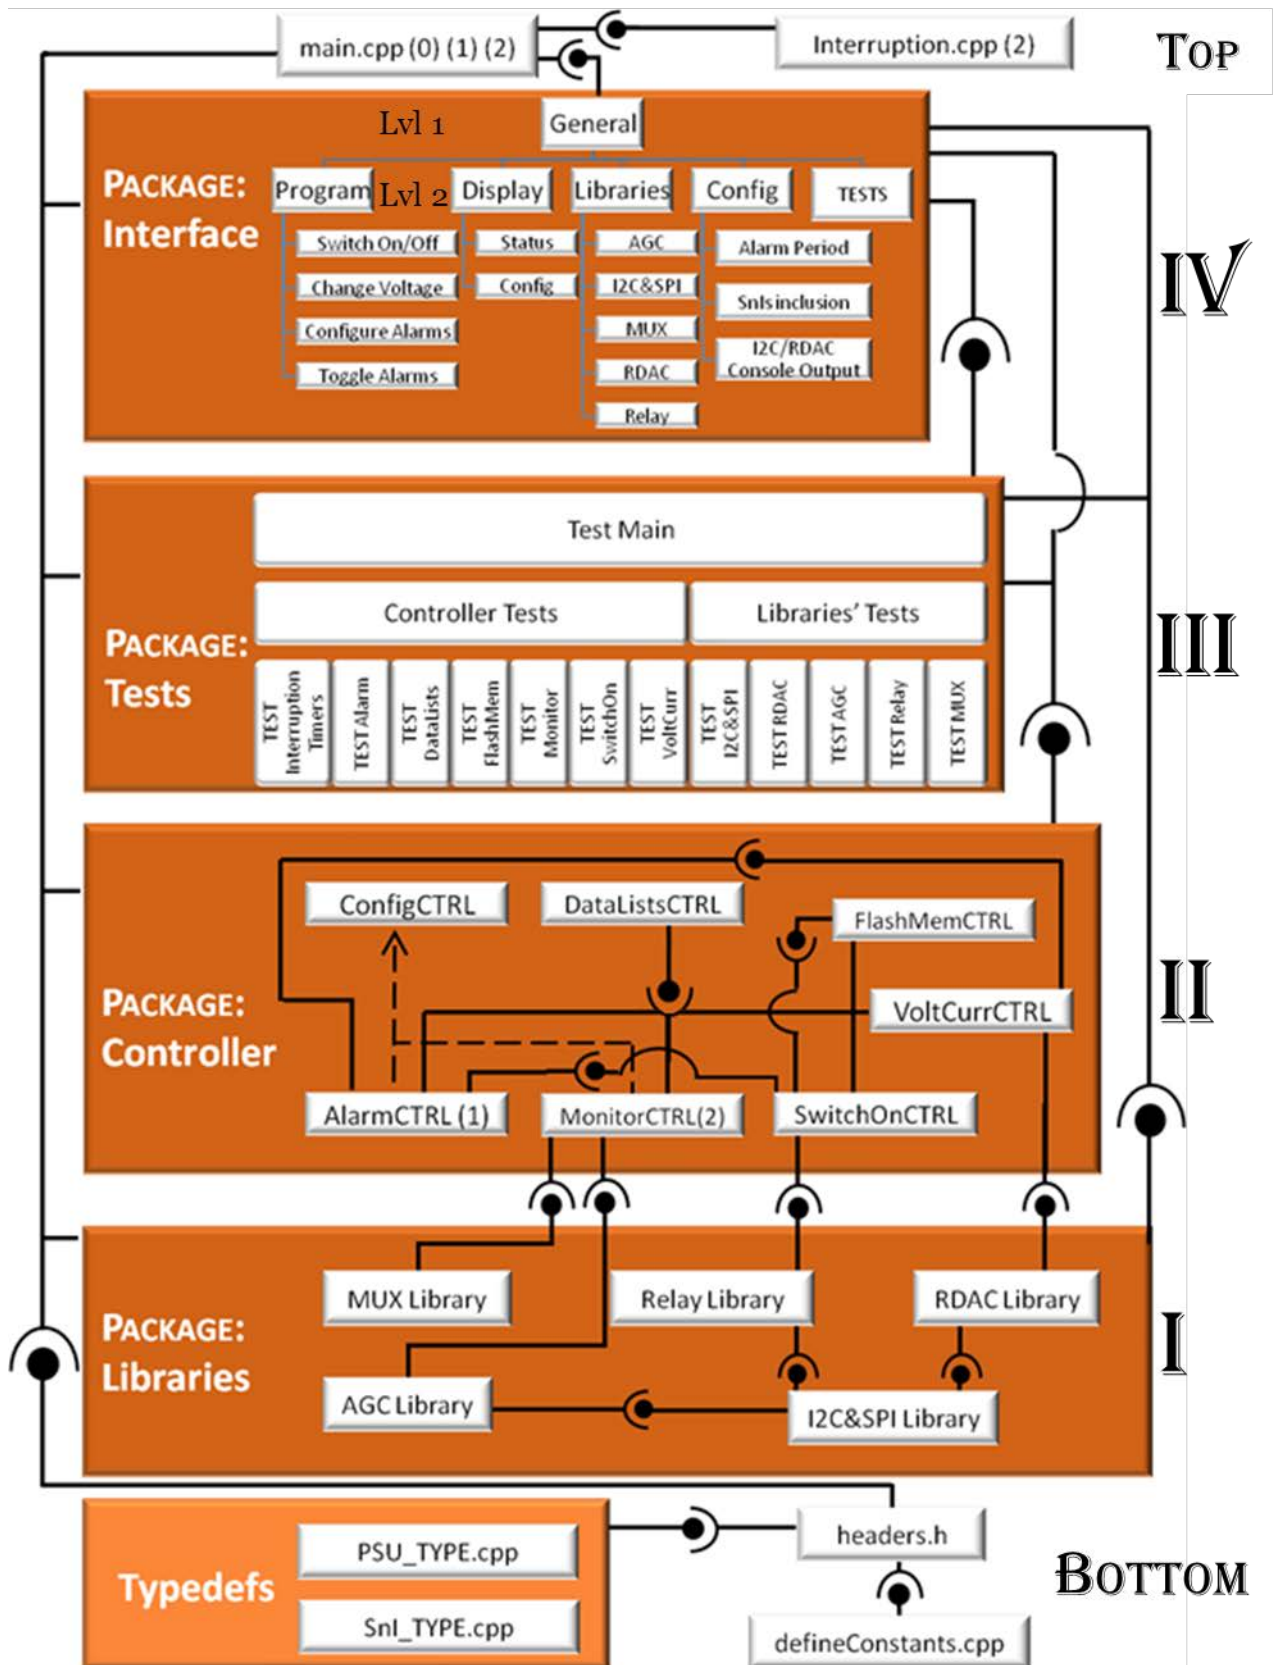 main.cpp (0) (1) (2)
Interruption.cpp (2)
TOP
PACKAGE:
Interface
Lvl 1
General
Lvl 2
Program
Display
Libraries
Config
TESTS
Switch On/Off
Change Voltage
Configure Alarms
Toggle Alarms
Status
Config
AGC
I2C&SPI
MUX
RDAC
Relay
Alarm Period
SnIs inclusion
I2C/RDAC
Console Output
IV
PACKAGE:
Tests
Test Main
Controller Tests
Libraries' Tests
TEST
Interruption
Timers
TEST Alarm
TEST
DataLists
TEST
FlashMem
TEST
Monitor
TEST
SwitchOn
TEST
VoltCurr
TEST
I2C&SPI
TEST RDAC
TEST AGC
TEST Relay
TEST MUX
III
PACKAGE:
Controller
ConfigCTRL
DataListsCTRL
FlashMemCTRL
VoltCurrCTRL
AlarmCTRL (1)
MonitorCTRL(2)
SwitchOnCTRL
II
PACKAGE:
Libraries
MUX Library
Relay Library
RDAC Library
AGC Library
I2C&SPI Library
I
Typedefs
PSU_TYPE.cpp
SnI_TYPE.cpp
headers.h
defineConstants.cpp
BOTTOM